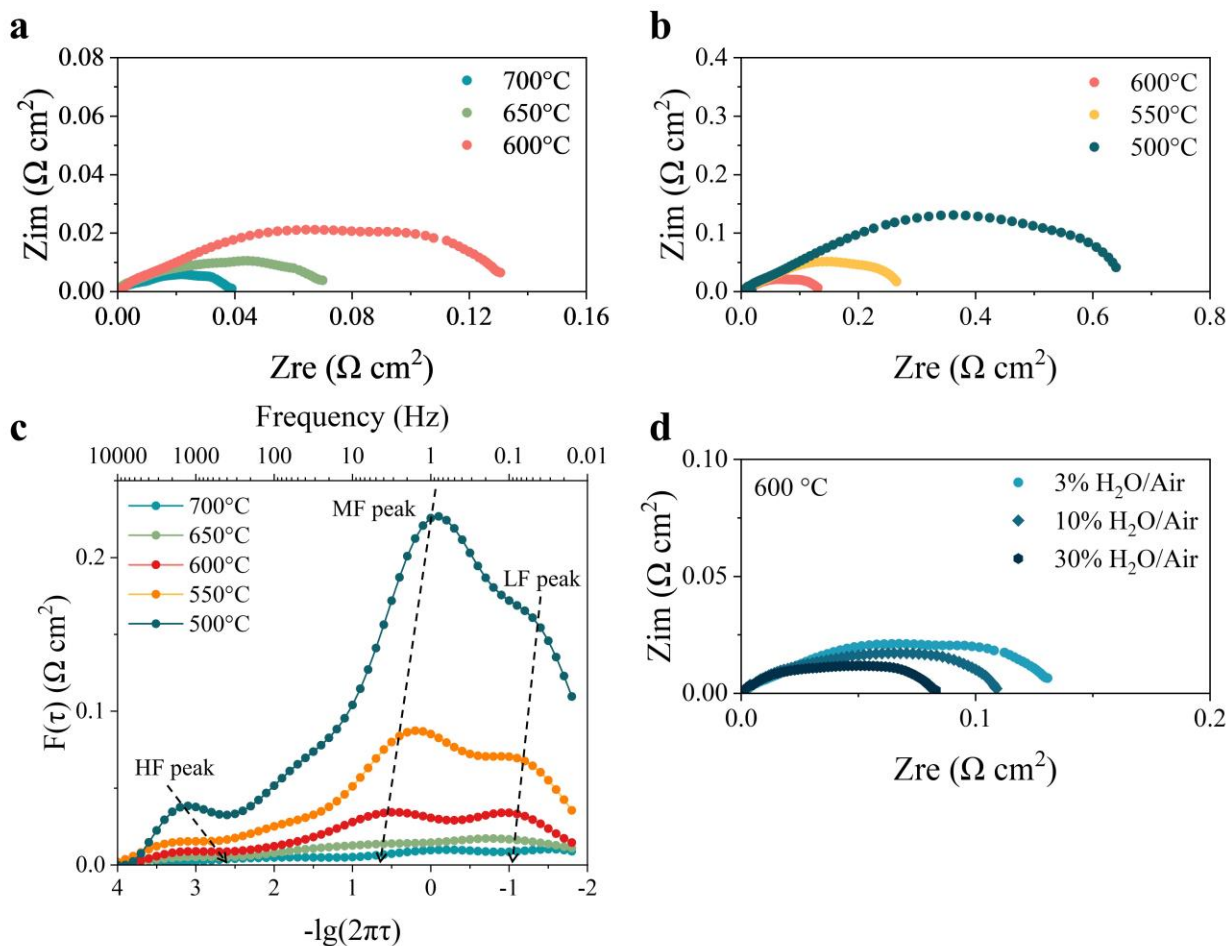 a
0.08
0.06
0.04
0.02
0.00
Zim (Ω cm²)
700°C
650°C
600°C
0.00 0.04 0.08 0.12 0.16
Zre (Ω cm²)
b
0.4
0.3
0.2
0.1
0.0
Zim (Ω cm²)
600°C
550°C
500°C
0.0 0.2 0.4 0.6 0.8
Zre (Ω cm²)
c
Frequency (Hz)
10000 1000 100 10 1 0.1 0.01
700°C
650°C
600°C
550°C
500°C
MF peak
LF peak
HF peak
0.2
0.1
0.0
F(τ) (Ω cm²)
4 3 2 1 0 -1 -2
-lg(2πτ)
d
0.10
0.05
0.00
Zim (Ω cm²)
600 °C
3% H₂O/Air
10% H₂O/Air
30% H₂O/Air
0.0 0.1 0.2
Zre (Ω cm²)